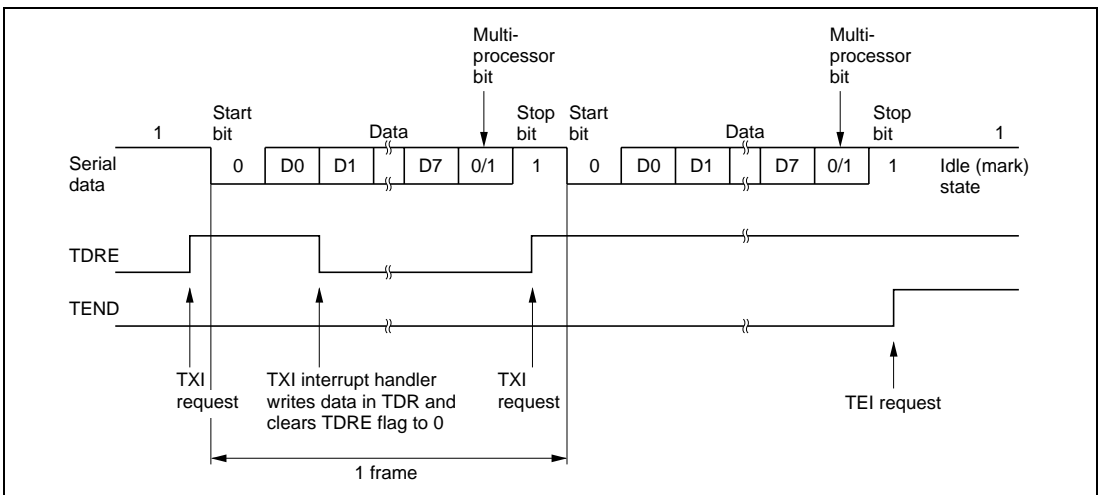 Multi-
processor
bit
Multi-
processor
bit
1
Start
bit
Data
Stop
bit
Start
bit
Data
Stop
bit
1
Serial
data
0 D0 D1 D7 0/1 1 0 D0 D1 D7 0/1 1
Idle (mark)
state
TDRE
TEND
TXI
request
TXI interrupt handler
writes data in TDR and
clears TDRE flag to 0
TXI
request
TEI request
1 frame